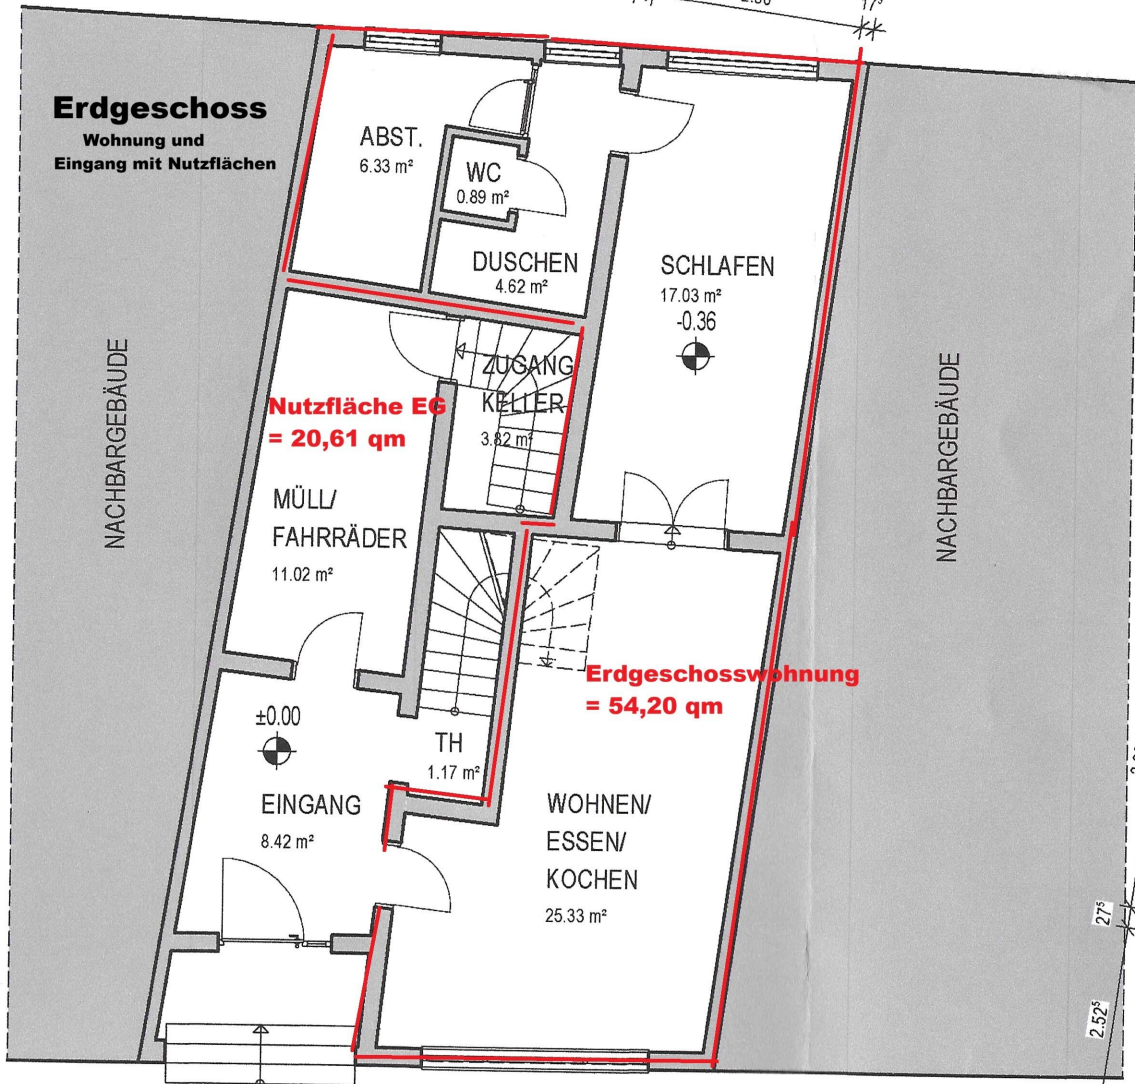 2.90
17⁵
Erdgeschoss
Wohnung und
Eingang mit Nutzflächen
ABST.
6.33 m²
WC
0.89 m²
DUSCHEN
4.62 m²
SCHLAFEN
17.03 m²
-0.36
NACHBARGEBÄUDE
ZUGANG
KELLER
3.82 m²
Nutzfläche EG
= 20,61 qm
NACHBARGEBÄUDE
MÜLL/
FAHRRÄDER
11.02 m²
Erdgeschosswohnung
= 54,20 qm
±0.00
TH
1.17 m²
EINGANG
8.42 m²
WOHNEN/
ESSEN/
KOCHEN
25.33 m²
27⁵
2.52⁵